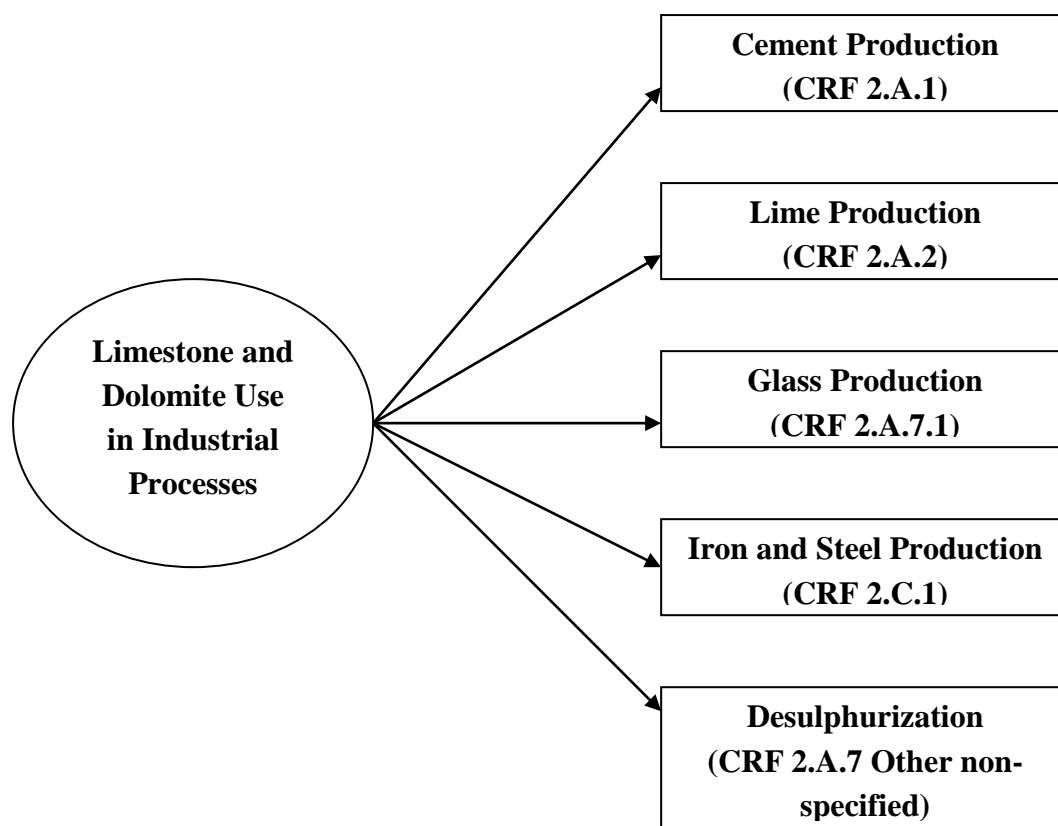 Cement Production
(CRF 2.A.1)
Lime Production
(CRF 2.A.2)
Limestone and
Dolomite Use
in Industrial
Processes
Glass Production
(CRF 2.A.7.1)
Iron and Steel Production
(CRF 2.C.1)
Desulphurization
(CRF 2.A.7 Other non-
specified)